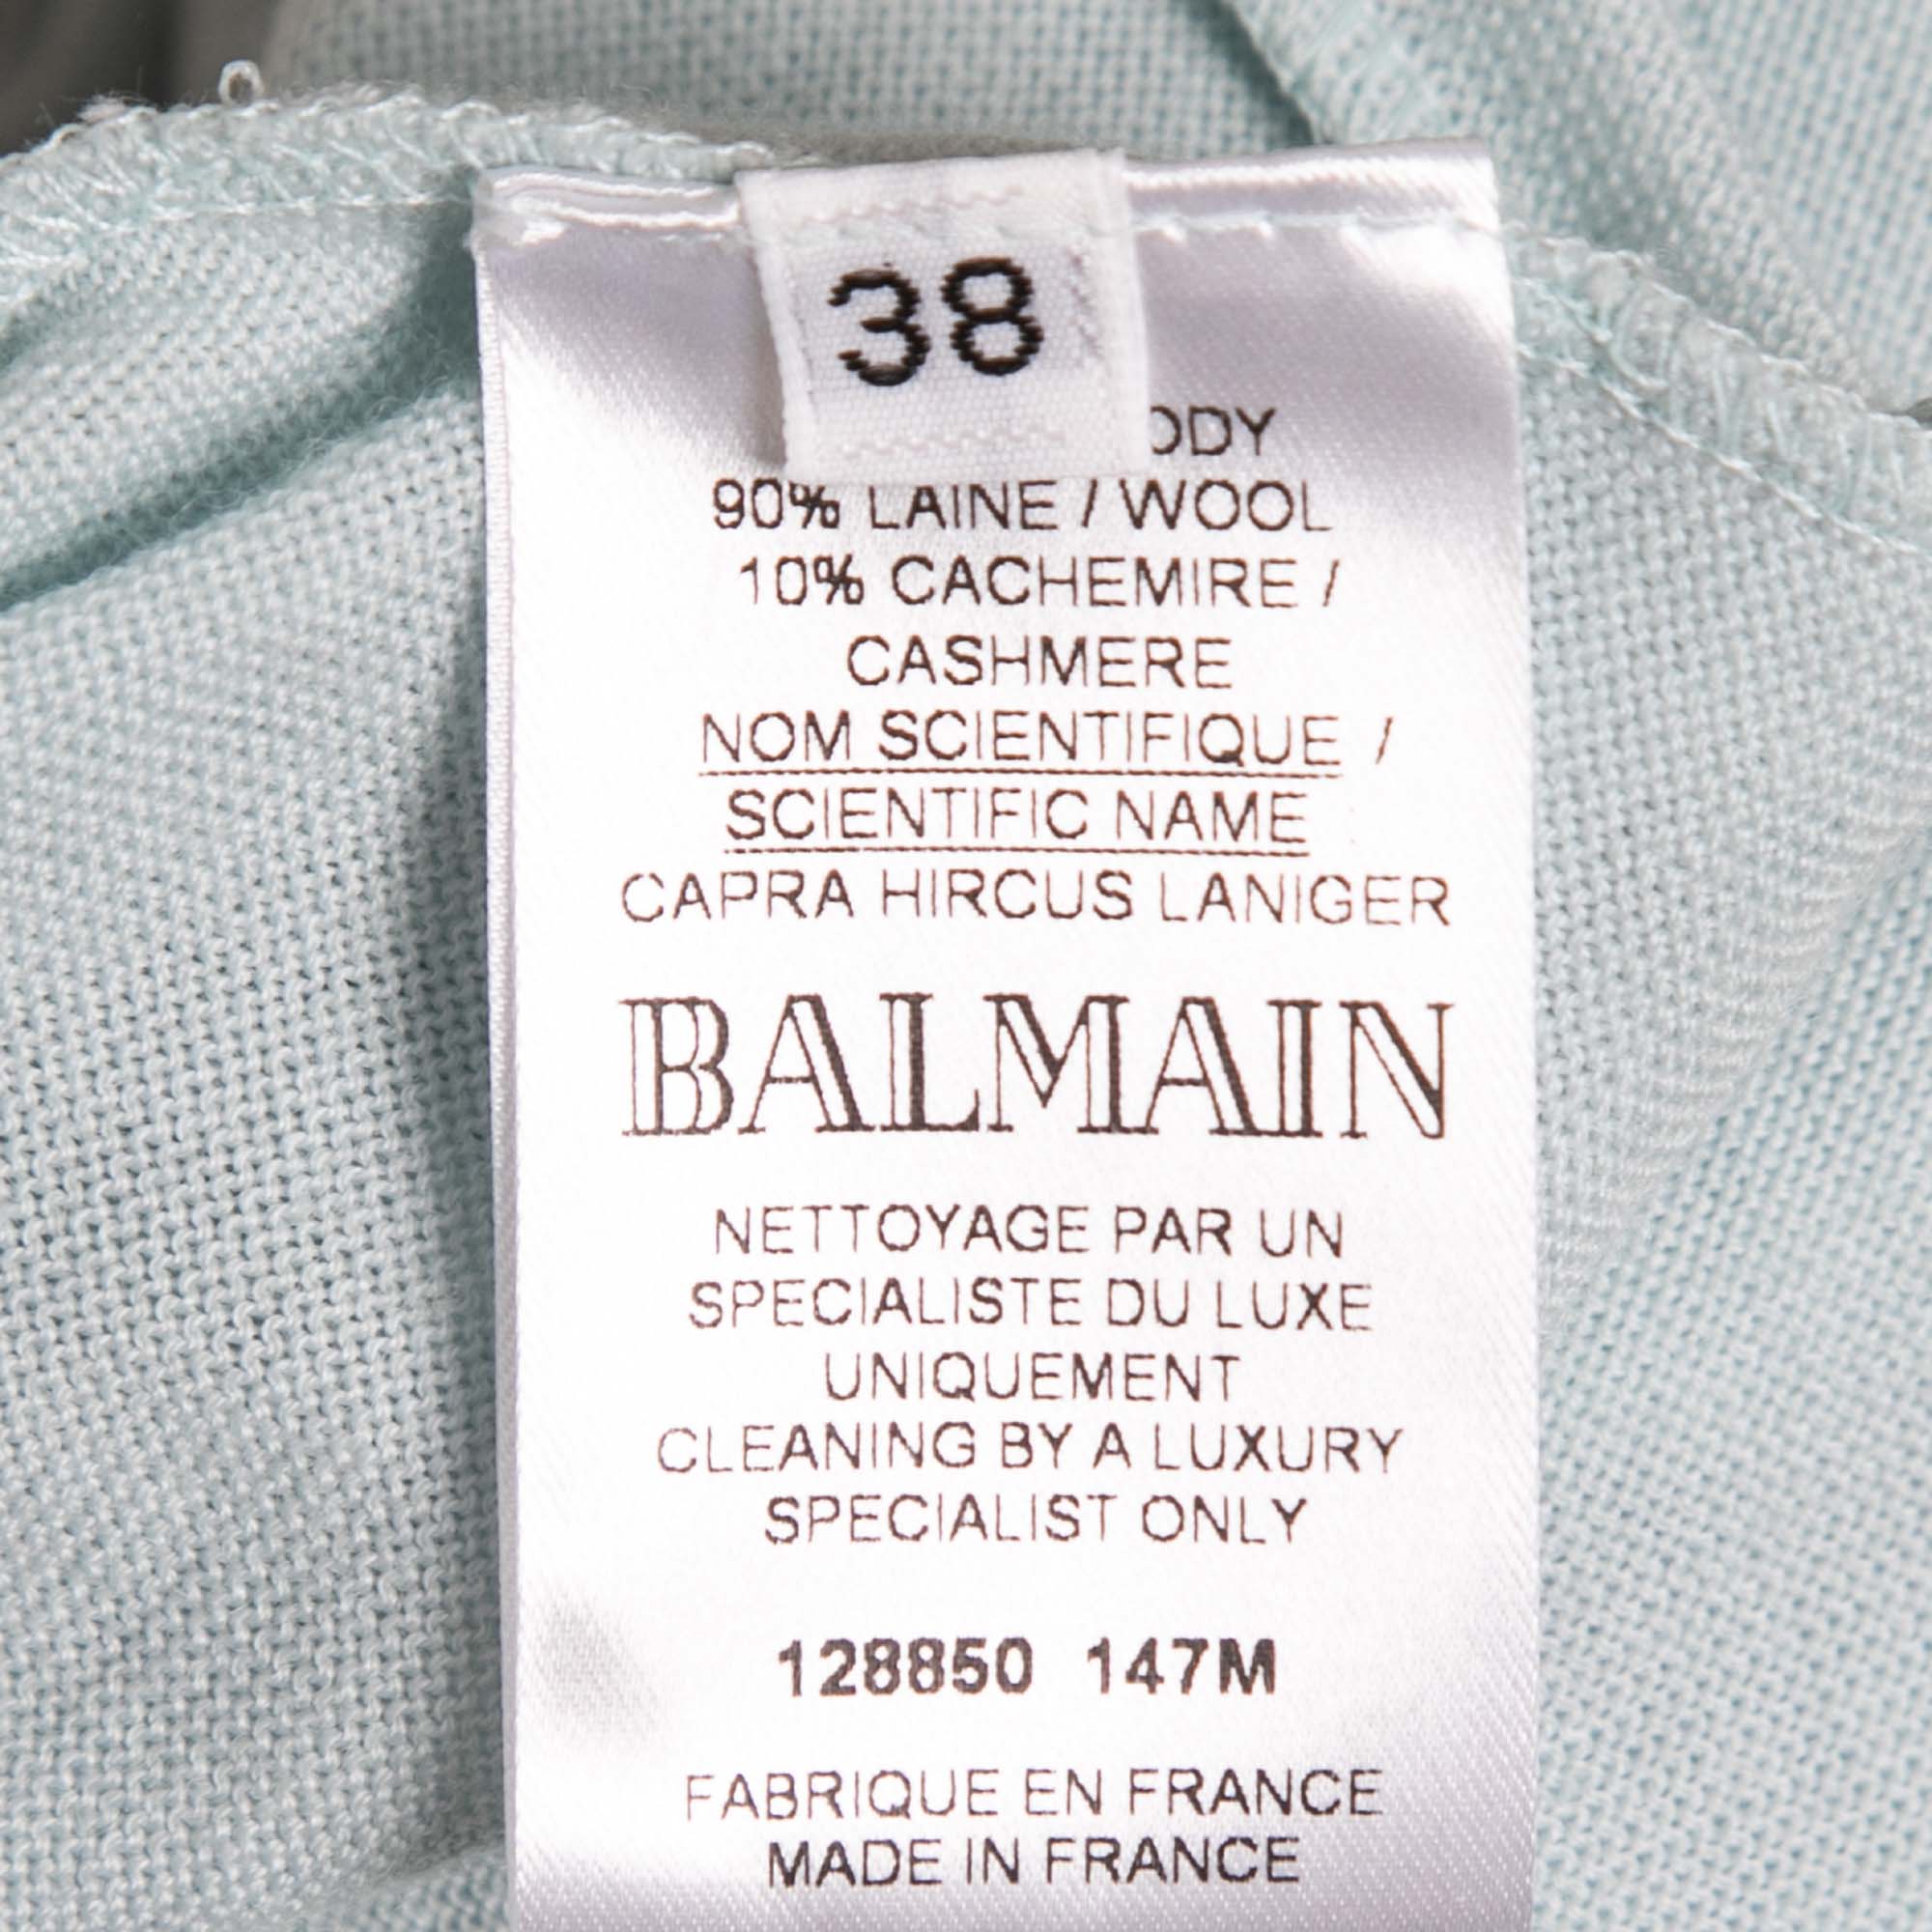 38
90% LAINE / WOOL
10% CACHEMIRE /
CASHMERE
NOM SCIENTIFIQUE /
SCIENTIFIC NAME
CAPRA HIRCUS LANIGER
BALMAIN
NETTOYAGE PAR UN
SPECIALISTE DU LUXE
UNIQUEMENT
CLEANING BY A LUXURY
SPECIALIST ONLY
128850 147M
FABRIQUE EN FRANCE
MADE IN FRANCE